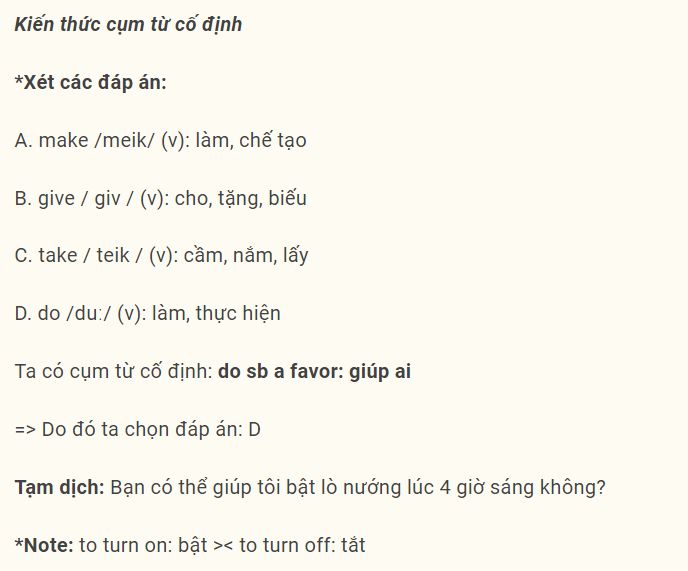 Kiến thức cụm từ cố định
*Xét các đáp án:
A. make /meik/ (v): làm, chế tạo
B. give / giv / (v): cho, tặng, biếu
C. take / teik / (v): cầm, nắm, lấy
D. do /duː/ (v): làm, thực hiện
Ta có cụm từ cố định: do sb a favor: giúp ai
=> Do đó ta chọn đáp án: D
Tạm dịch: Bạn có thể giúp tôi bật lò nướng lúc 4 giờ sáng không?
*Note: to turn on: bật >< to turn off: tắt